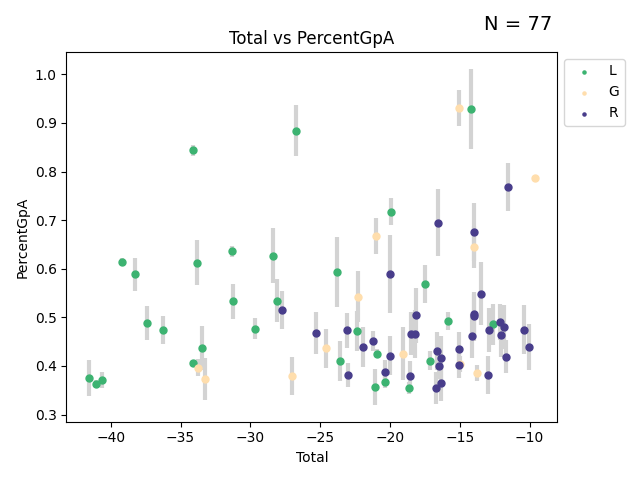 N = 77
Total vs PercentGpA
L
G
R
1.0
0.9
0.8
0.7
0.6
0.5
0.4
0.3
PercentGpA
−40 −35 −30 −25 −20 −15 −10
Total